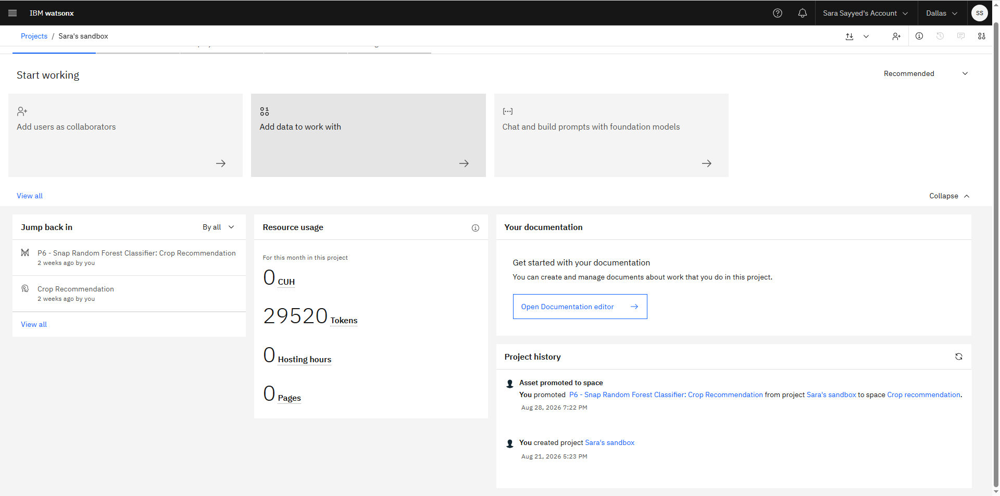 IBM watsonx
Sara Sayyed's Account
Dallas
SS
Projects / Sara's sandbox
Start working
Recommended
Add users as collaborators
Add data to work with
Chat and build prompts with foundation models
View all
Collapse
Jump back in
By all
P6 - Snap Random Forest Classifier: Crop Recommendation
2 weeks ago by you
Crop Recommendation
2 weeks ago by you
View all
Resource usage
For this month in this project
0 CUH
29520 Tokens
0 Hosting hours
0 Pages
Your documentation
Get started with your documentation
You can create and manage documents about work that you do in this project.
Open Documentation editor
Project history
Asset promoted to space
You promoted P6 - Snap Random Forest Classifier: Crop Recommendation from project Sara's sandbox to space Crop recommendation.
Aug 28, 2026 7:22 PM
You created project Sara's sandbox
Aug 21, 2026 5:23 PM